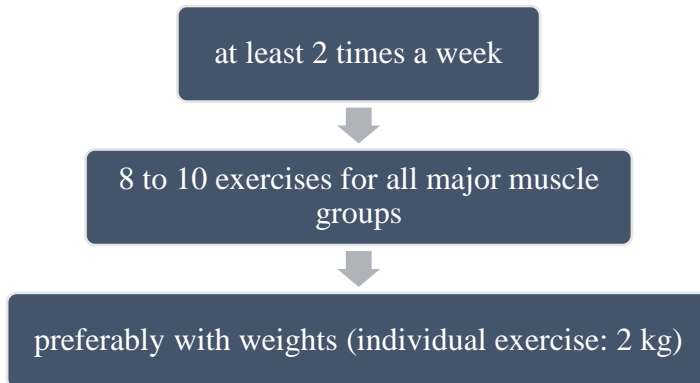 at least 2 times a week
8 to 10 exercises for all major muscle
groups
preferably with weights (individual exercise: 2 kg)